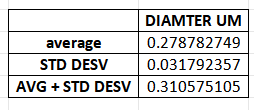 DIAMTER UM
average 0.278782749
STD DESV 0.031792357
AVG + STD DESV 0.310575105